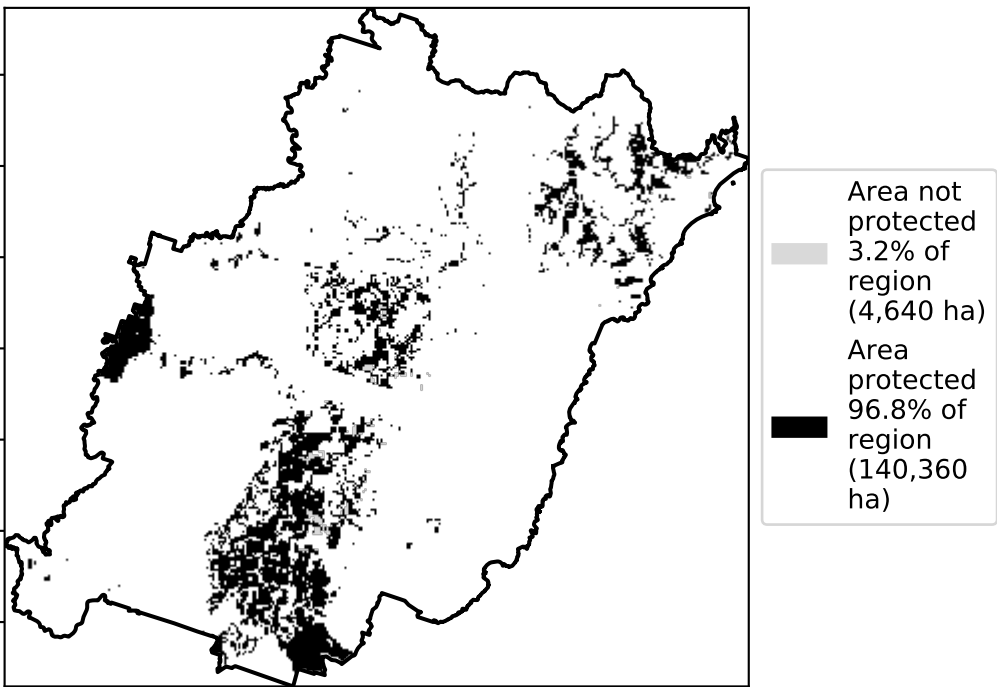 Area not
protected
3.2% of
region
(4,640 ha)
Area
protected
96.8% of
region
(140,360
ha)